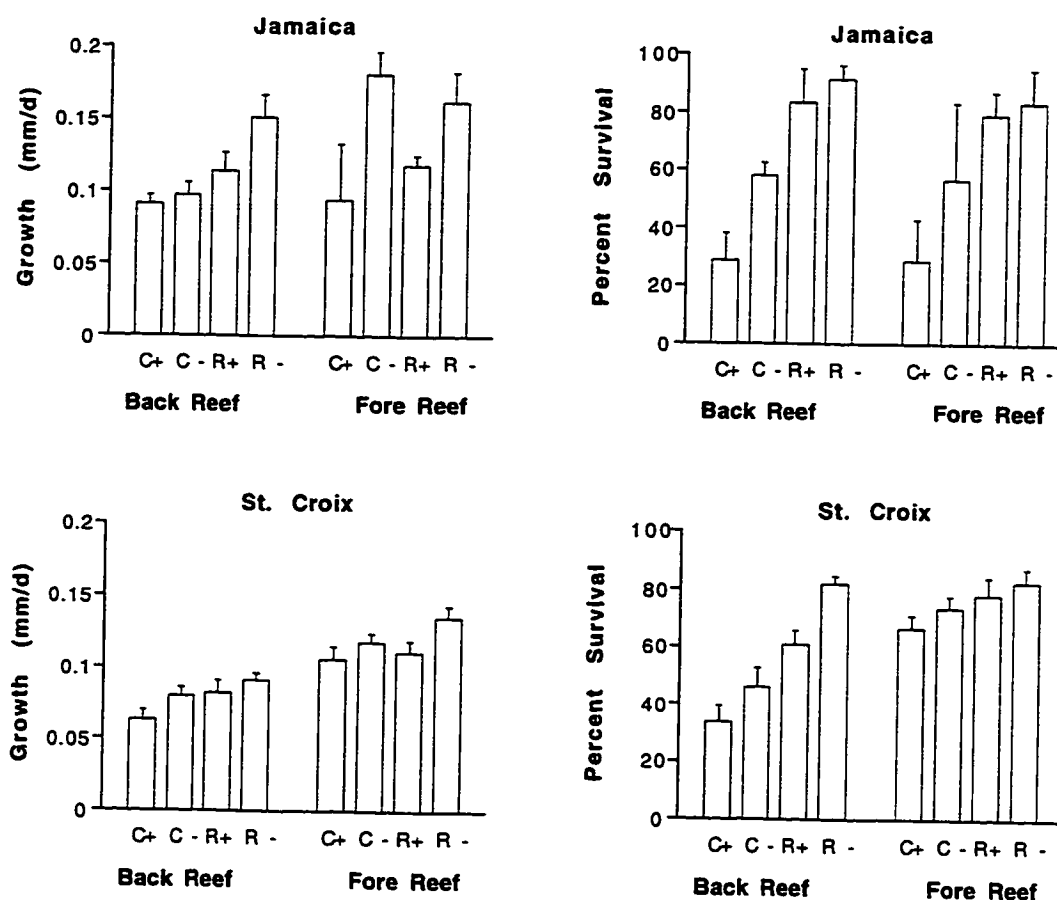 Jamaica
Growth (mm/d)
0.2
0.15
0.1
0.05
0
C+ C - R+ R -
C+ C - R+ R -
Back Reef
Fore Reef
Jamaica
Percent Survival
100
80
60
40
20
0
C+ C - R+ R -
C+ C - R+ R -
Back Reef
Fore Reef
St. Croix
Growth (mm/d)
0.2
0.15
0.1
0.05
0
C+ C - R+ R -
C+ C - R+ R -
Back Reef
Fore Reef
St. Croix
Percent Survival
100
80
60
40
20
0
C+ C - R+ R -
C+ C - R+ R -
Back Reef
Fore Reef